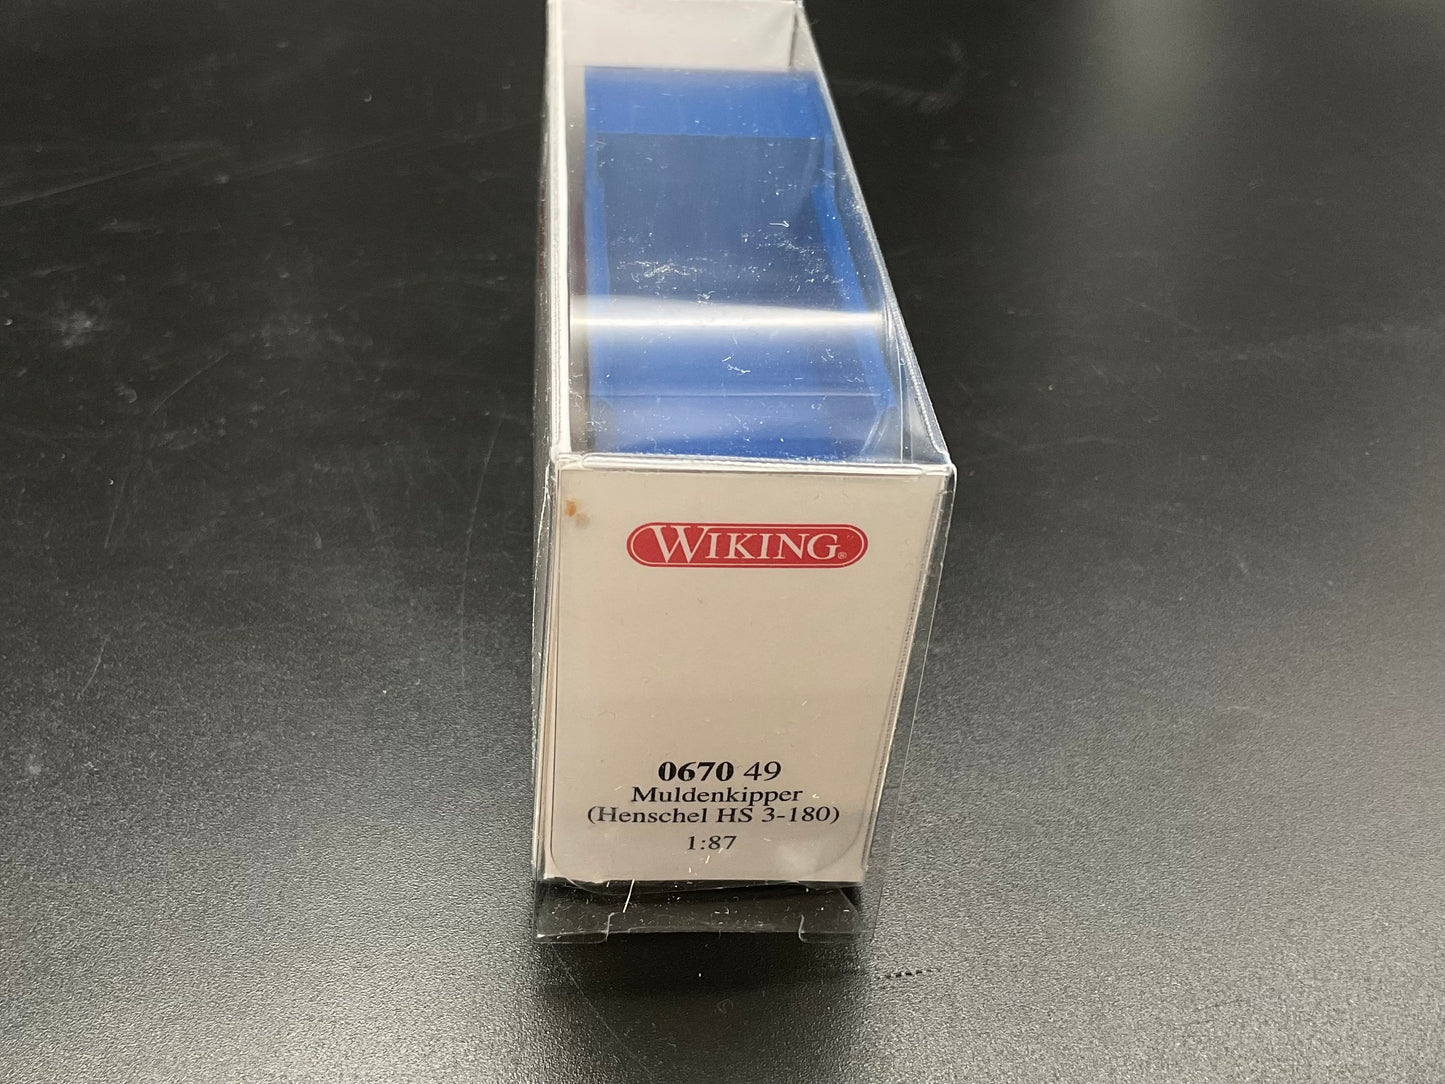 WIKING®
0670 49
Muldenkipper
(Henschel HS 3-180)
1:87